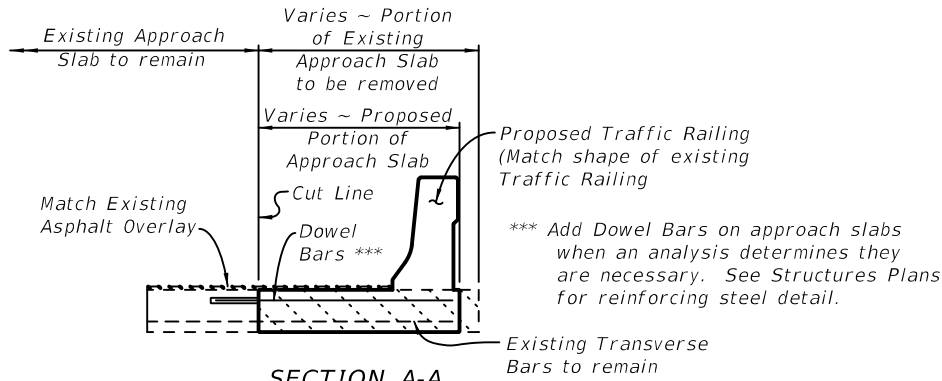 Varies ~ Portion
of Existing
Approach Slab
to be removed
Existing Approach
Slab to remain
Varies ~ Proposed
Portion of
Approach Slab
Proposed Traffic Railing
(Match shape of existing
Traffic Railing
Cut Line
Match Existing
Asphalt Overlay
Dowel
Bars ***
*** Add Dowel Bars on approach slabs
when an analysis determines they
are necessary. See Structures Plans
for reinforcing steel detail.
Existing Transverse
Bars to remain
SECTION A-A